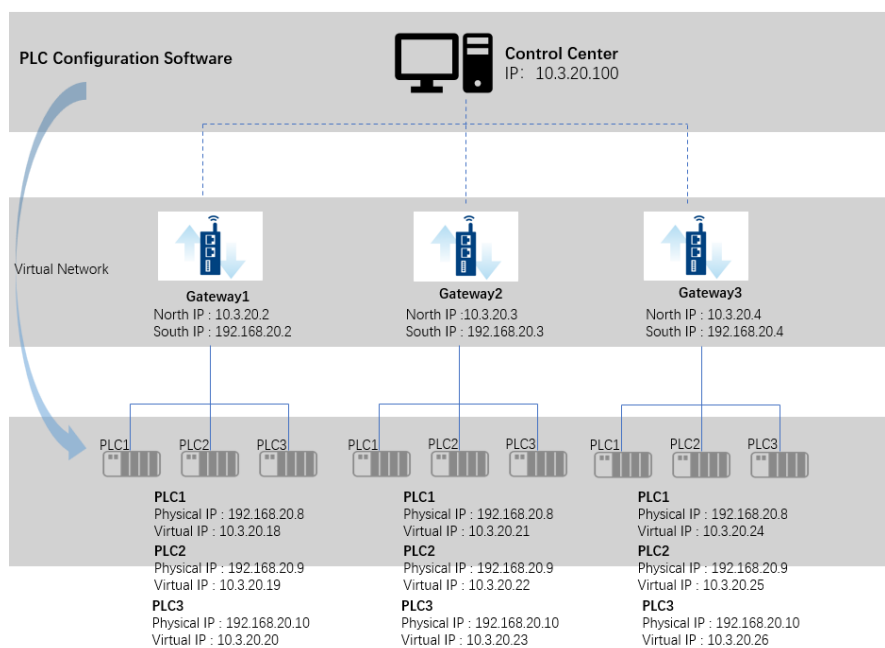 PLC Configuration Software
Control Center
IP: 10.3.20.100
Virtual Network
Gateway1
North IP : 10.3.20.2
South IP : 192.168.20.2
Gateway2
North IP :10.3.20.3
South IP : 192.168.20.3
Gateway3
North IP : 10.3.20.4
South IP : 192.168.20.4
PLC1
PLC2
PLC3
PLC1
PLC2
PLC3
PLC1
PLC2
PLC3
PLC1
Physical IP : 192.168.20.8
Virtual IP : 10.3.20.18
PLC2
Physical IP : 192.168.20.9
Virtual IP : 10.3.20.19
PLC3
Physical IP : 192.168.20.10
Virtual IP : 10.3.20.20
PLC1
Physical IP : 192.168.20.8
Virtual IP : 10.3.20.21
PLC2
Physical IP : 192.168.20.9
Virtual IP : 10.3.20.22
PLC3
Physical IP : 192.168.20.10
Virtual IP : 10.3.20.23
PLC1
Physical IP : 192.168.20.8
Virtual IP : 10.3.20.24
PLC2
Physical IP : 192.168.20.9
Virtual IP : 10.3.20.25
PLC3
Physical IP : 192.168.20.10
Virtual IP : 10.3.20.26